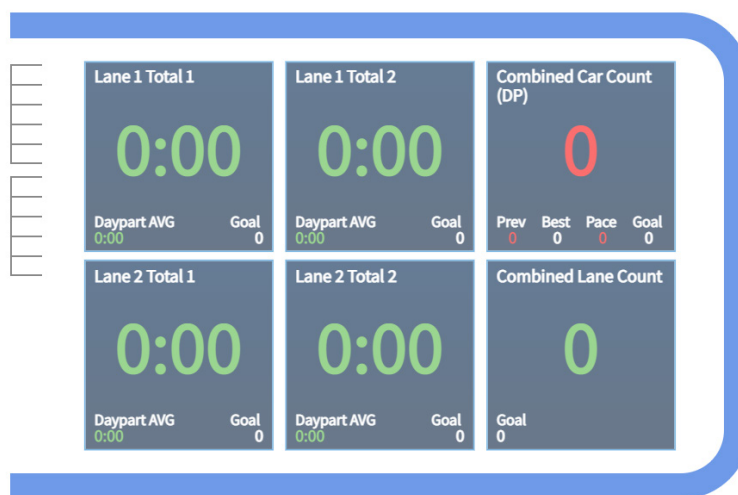 Lane 1 Total 1
0:00
Daypart AVG Goal
0:00 0
Lane 1 Total 2
0:00
Daypart AVG Goal
0:00 0
Combined Car Count
(DP)
0
Prev Best Pace Goal
0 0 0 0
Lane 2 Total 1
0:00
Daypart AVG Goal
0:00 0
Lane 2 Total 2
0:00
Daypart AVG Goal
0:00 0
Combined Lane Count
0
Goal
0